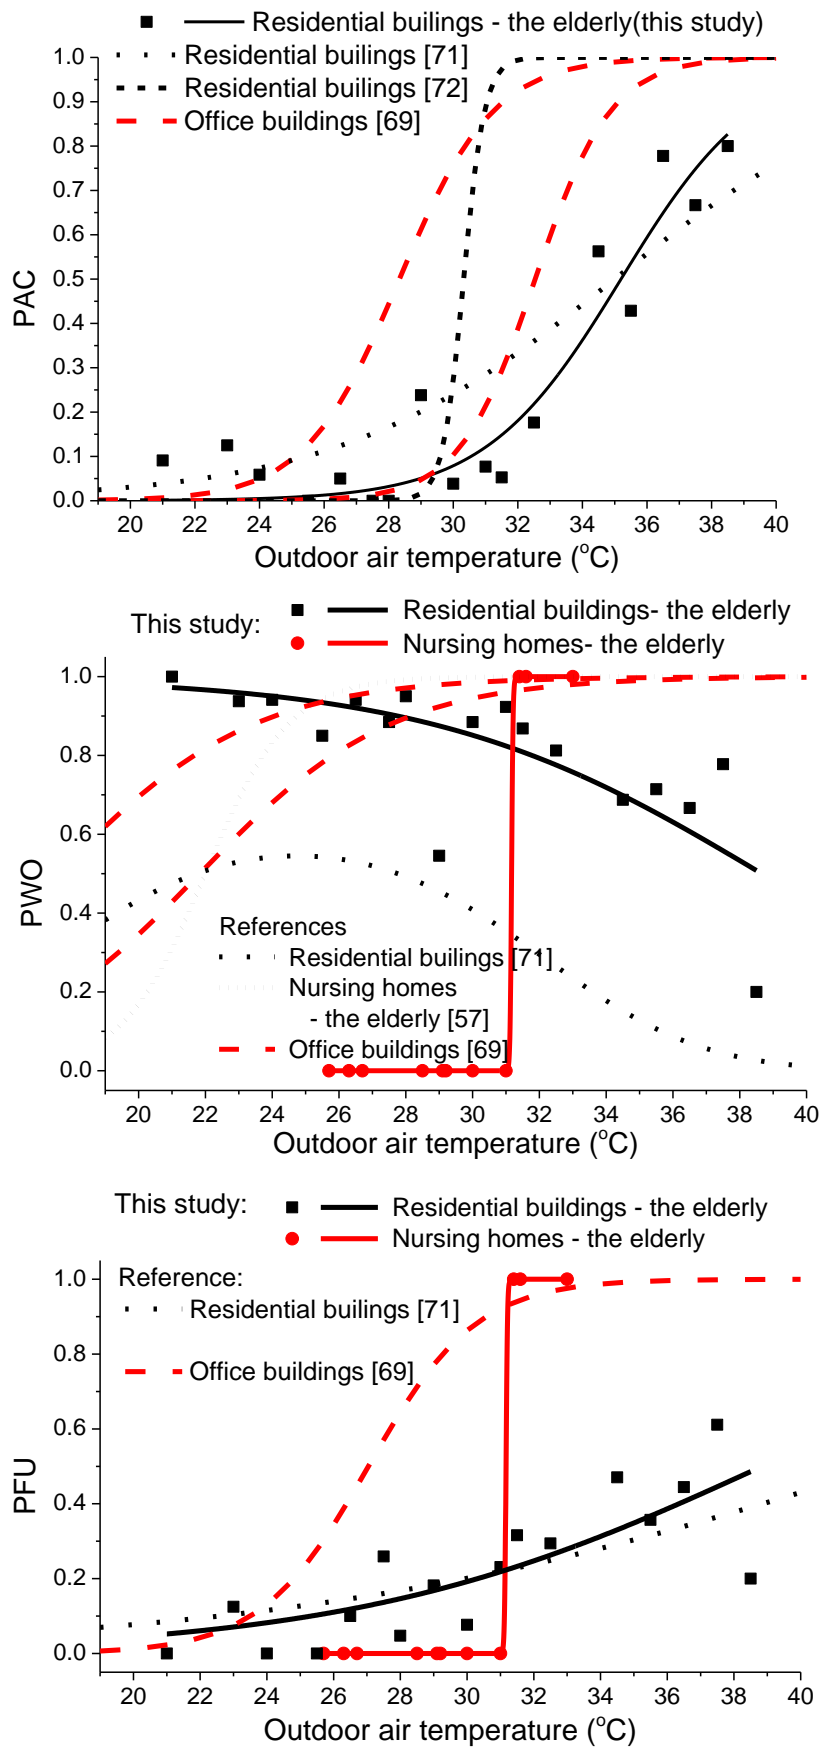 Residential builings - the elderly(this study)
Residential builings [71]
Residential builings [72]
Office buildings [69]
1.0
0.9
0.8
0.7
0.6
0.5
0.4
0.3
0.2
0.1
0.0
PAC
20 22 24 26 28 30 32 34 36 38 40
Outdoor air temperature (°C)
This study:
Residential buildings- the elderly
Nursing homes- the elderly
1.0
0.8
0.6
0.4
0.2
0.0
PWO
References
Residential builings [71]
Nursing homes
- the elderly [57]
Office buildings [69]
20 22 24 26 28 30 32 34 36 38 40
Outdoor air temperature (°C)
This study:
Residential buildings - the elderly
Nursing homes - the elderly
Reference:
Residential builings [71]
Office buildings [69]
1.0
0.8
0.6
0.4
0.2
0.0
PFU
20 22 24 26 28 30 32 34 36 38 40
Outdoor air temperature (°C)